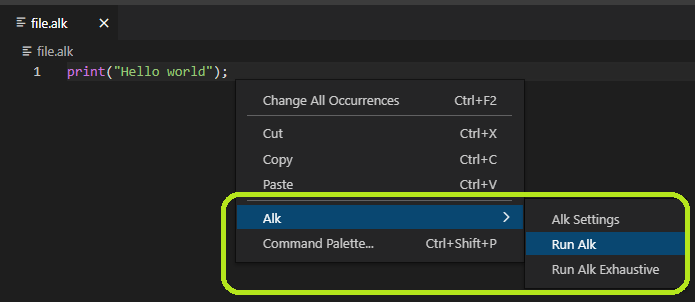 file.alk
file.alk
1 print("Hello world");
Change All Occurrences Ctrl+F2
Cut Ctrl+X
Copy Ctrl+C
Paste Ctrl+V
Alk
Command Palette... Ctrl+Shift+P
Alk Settings
Run Alk
Run Alk Exhaustive